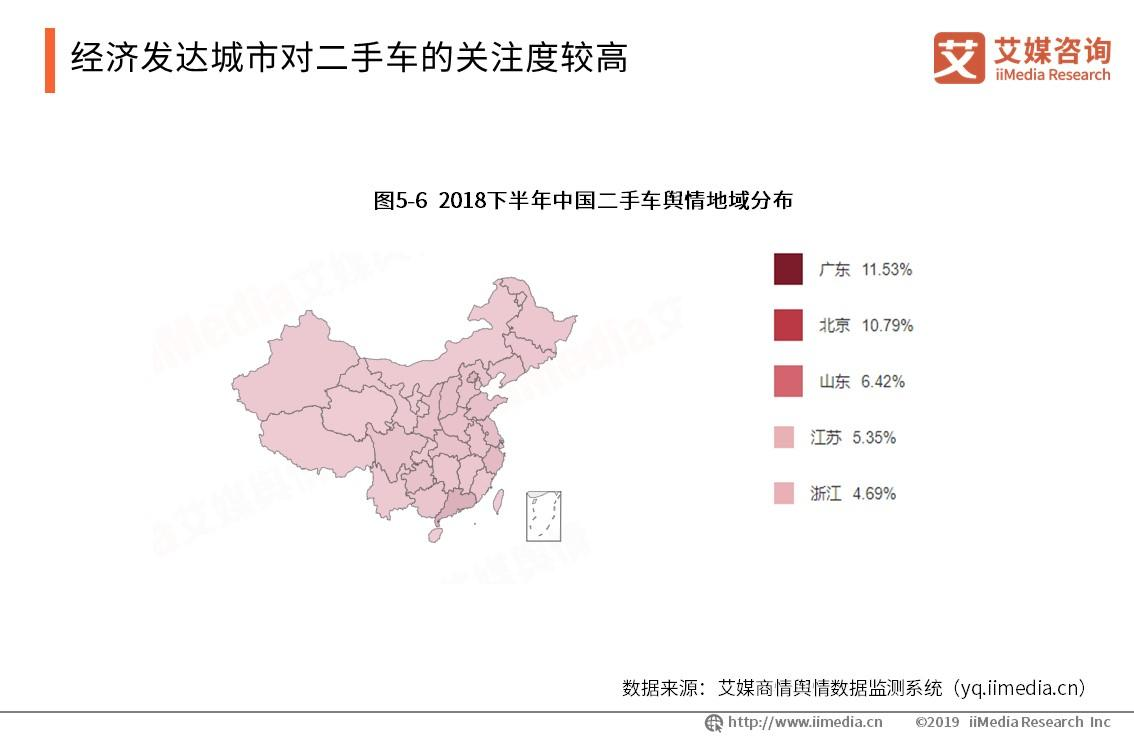 经济发达城市对二手车的关注度较高
艾媒咨询
iiMedia Research
图5-6 2018下半年中国二手车舆情地域分布
广东 11.53%
北京 10.79%
山东 6.42%
江苏 5.35%
浙江 4.69%
数据来源：艾媒商情舆情数据监测系统（yq.iimedia.cn）
http://www.iimedia.cn ©2019 iiMedia Research Inc